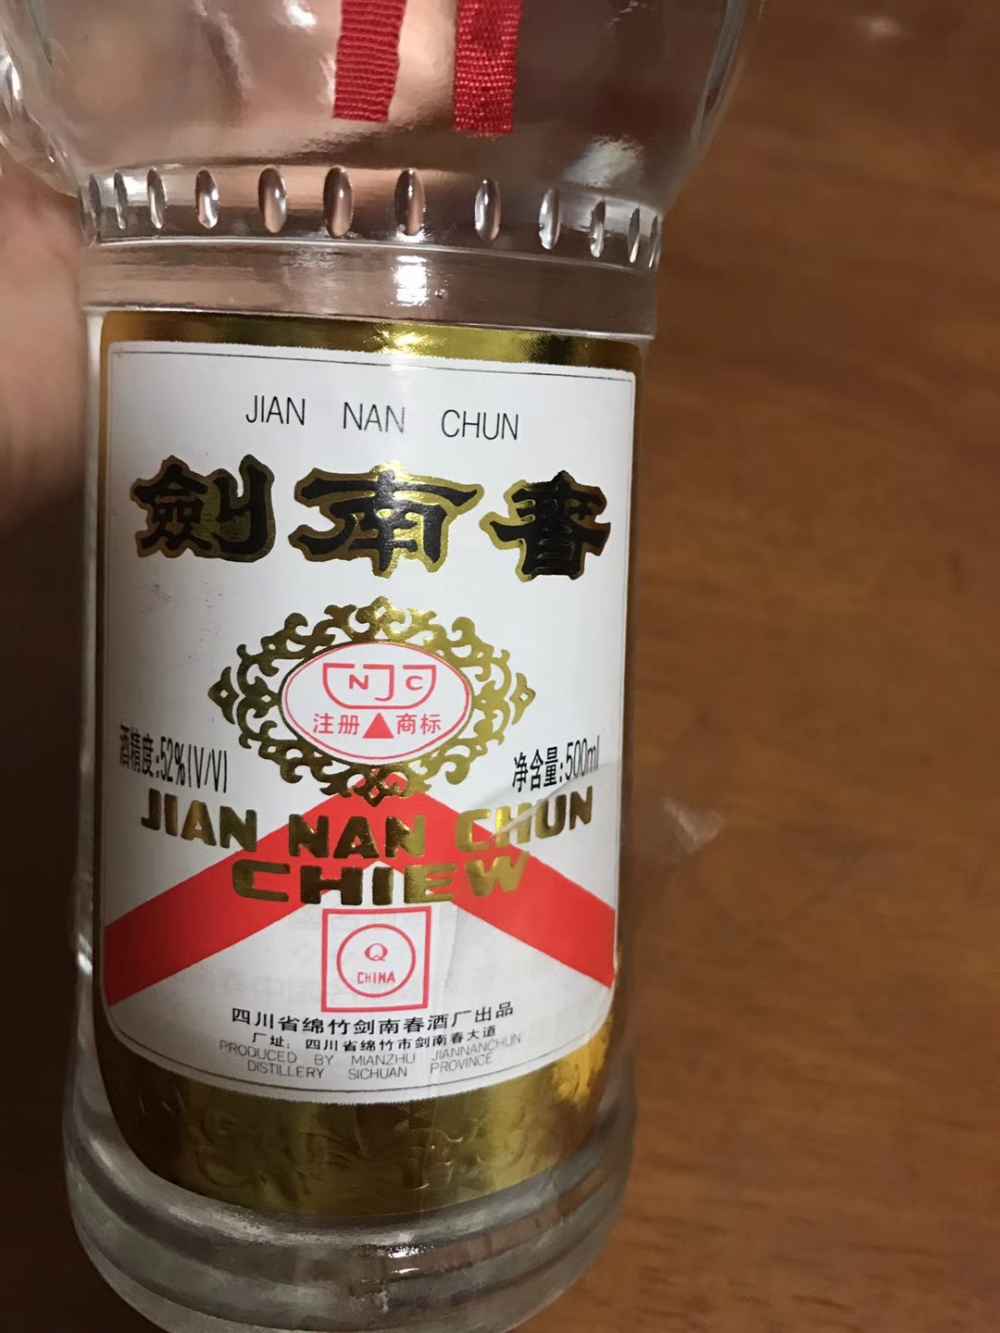 JIAN NAN CHUN
劍南春
NJC
注册 商标
酒精度:52%(V/V)
净含量:500ml
JIAN NAN CHUN
CHIEW
Q
CHINA
四川省绵竹剑南春酒厂出品
厂址:四川省绵竹市剑南春大道
PRODUCED BY MIANZHU JIANNANCHUN
DISTILLERY SICHUAN PROVINCE